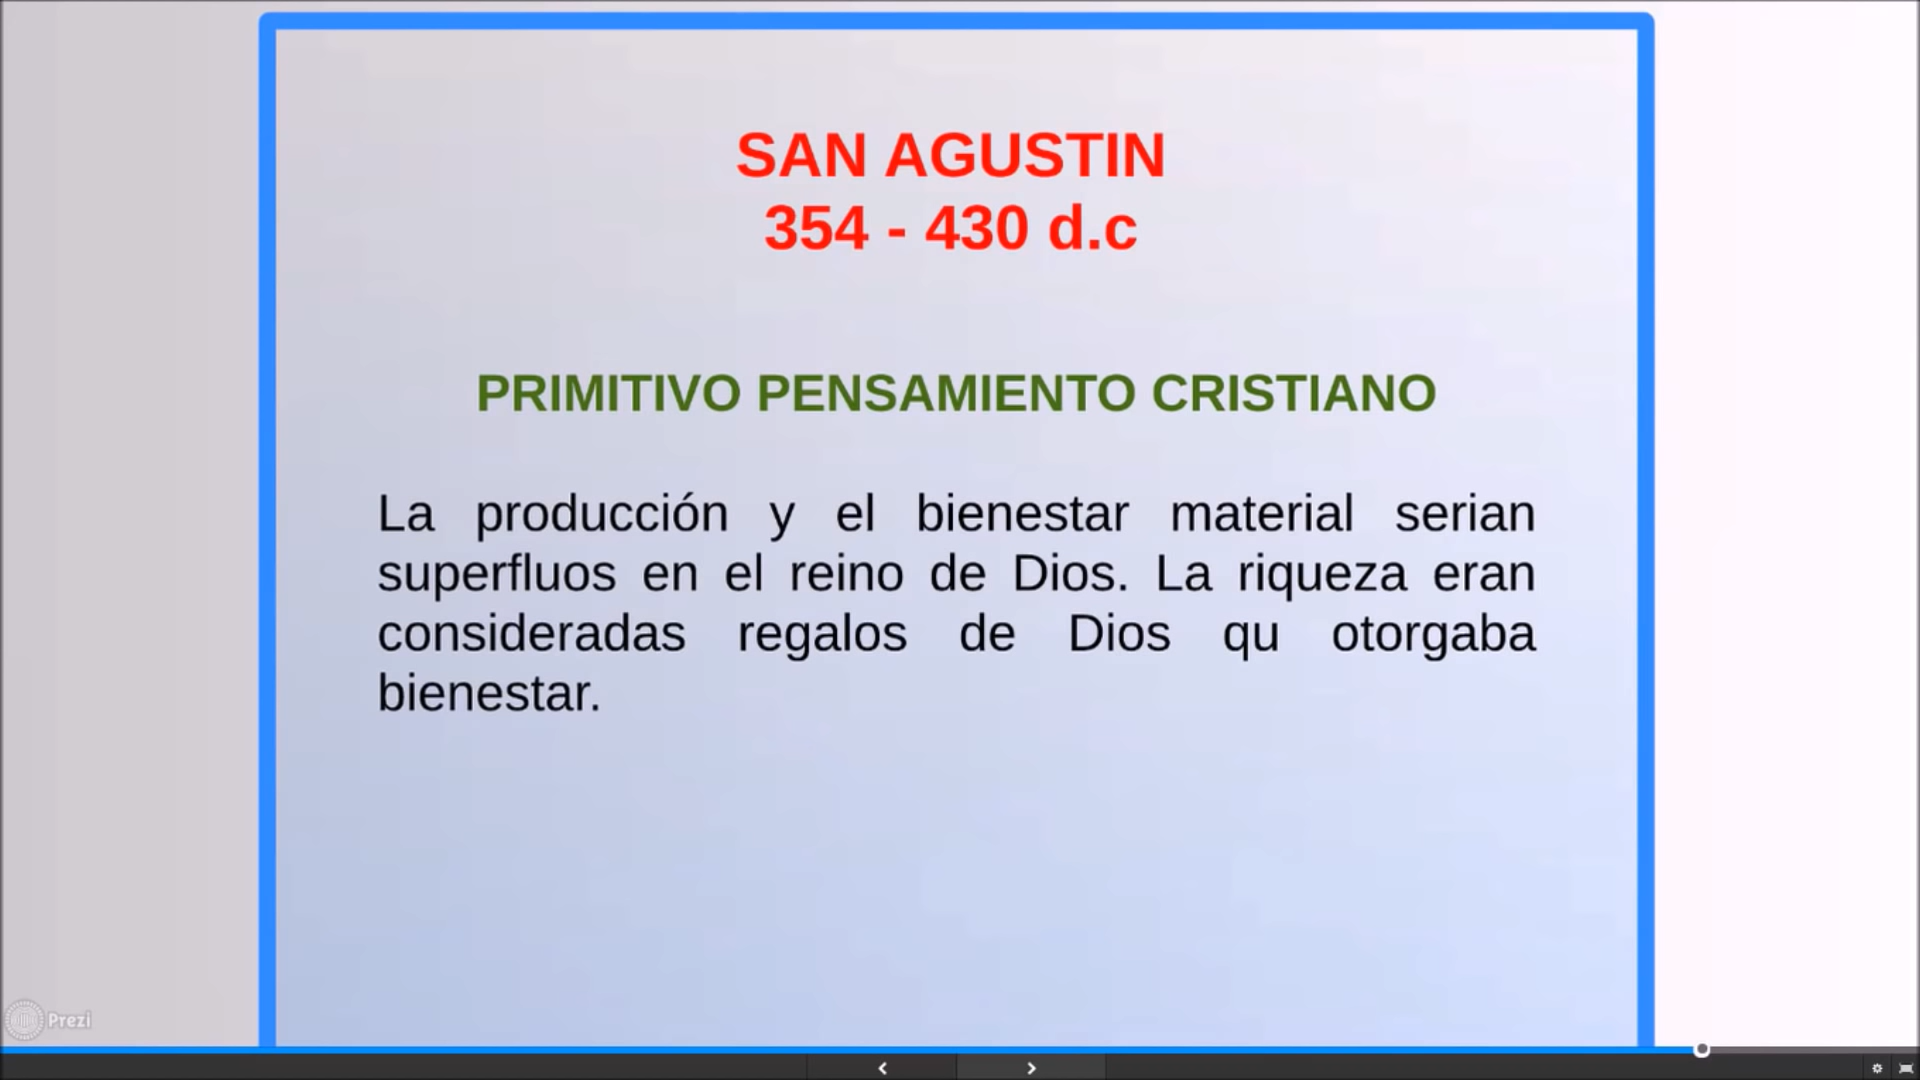 SAN AGUSTIN
354 - 430 d.c
PRIMITIVO PENSAMIENTO CRISTIANO
La producción y el bienestar material serian
superfluos en el reino de Dios. La riqueza eran
consideradas regalos de Dios qu otorgaba
bienestar.
Prezi